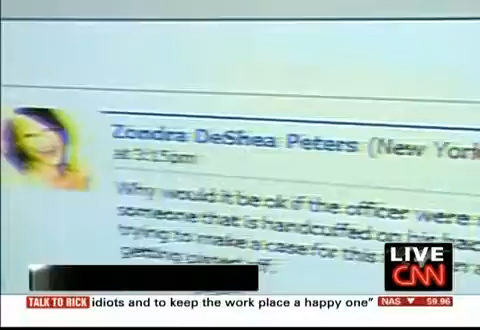 Zondra DeShea Peters (New York
at 3:15pm
Why would it be ok if the officer were
someone that is handcuffed on his back
trying to make a case for this
getting
LIVE
CNN
TALK TO RICK idiots and to keep the work place a happy one" NAS ▼ 59.96